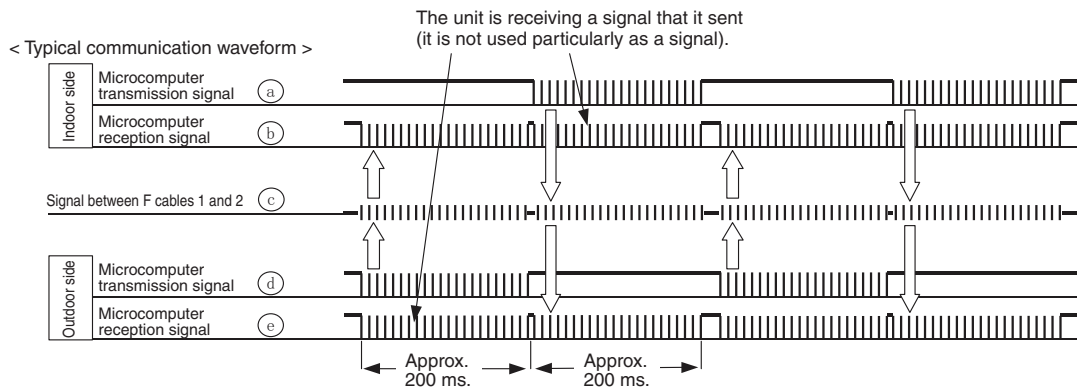 The unit is receiving a signal that it sent
(it is not used particularly as a signal).
< Typical communication waveform >
Indoor side
Microcomputer
transmission signal
a
Microcomputer
reception signal
b
Signal between F cables 1 and 2
c
Outdoor side
Microcomputer
transmission signal
d
Microcomputer
reception signal
e
Approx.
200 ms.
Approx.
200 ms.